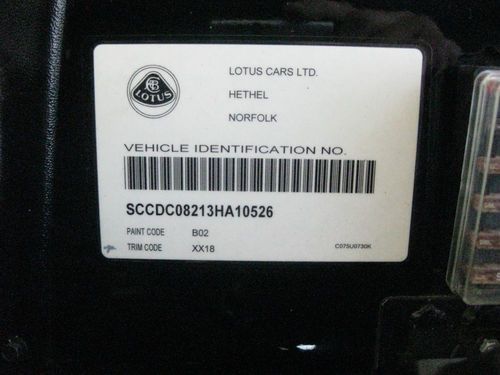 LOTUS
LOTUS CARS LTD.
HETHEL
NORFOLK
VEHICLE IDENTIFICATION NO.
SCCDC08213HA10526
PAINT CODE B02
TRIM CODE XX18
C075U0730K